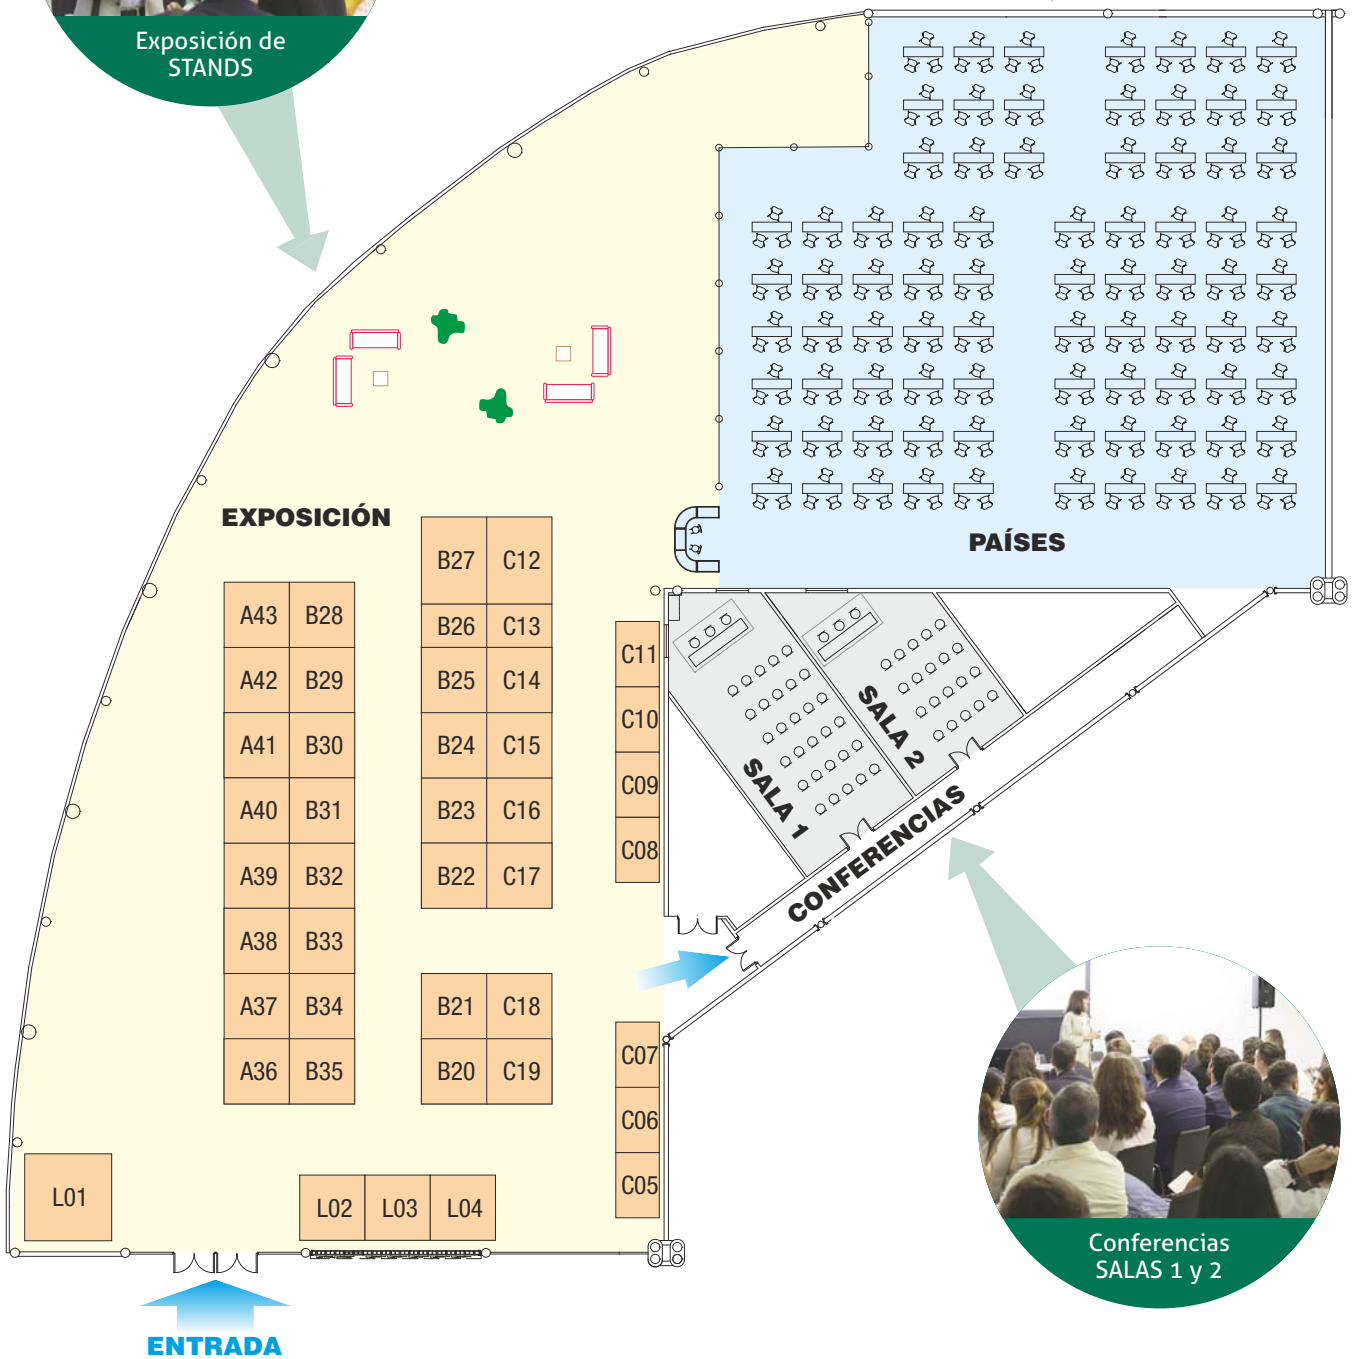 Exposición de
STANDS
EXPOSICIÓN
PAÍSES
B27 C12
A43 B28
B26 C13
C11
A42 B29
B25 C14
C10
A41 B30
B24 C15
C09
A40 B31
B23 C16
C08
A39 B32
B22 C17
A38 B33
A37 B34
B21 C18
C07
A36 B35
B20 C19
C06
C05
L01
L02 L03 L04
SALA 1
SALA 2
CONFERENCIAS
Conferencias
SALAS 1 y 2
ENTRADA